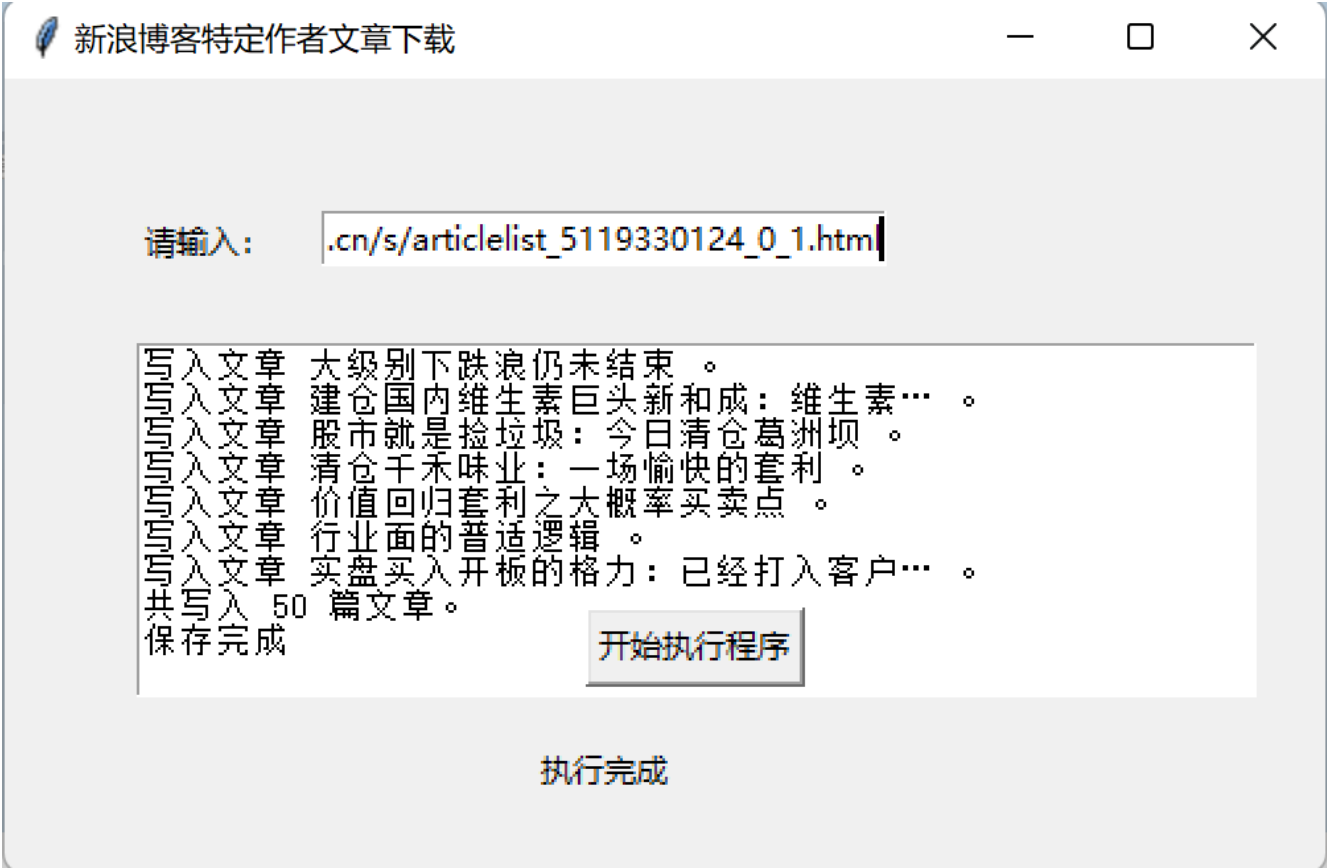 新浪博客特定作者文章下载
请输入：
.cn/s/articlelist_5119330124_0_1.html
写入文章 大级别下跌浪仍未结束 。
写入文章 建仓国内维生素巨头新和成：维生素… 。
写入文章 股市就是捡垃圾：今日清仓葛洲坝 。
写入文章 清仓千禾味业：一场愉快的套利 。
写入文章 价值回归套利之大概率买卖点 。
写入文章 行业面的普适逻辑 。
写入文章 实盘买入开板的格力：已经打入客户… 。
共写入 50 篇文章。
保存完成
开始执行程序
执行完成